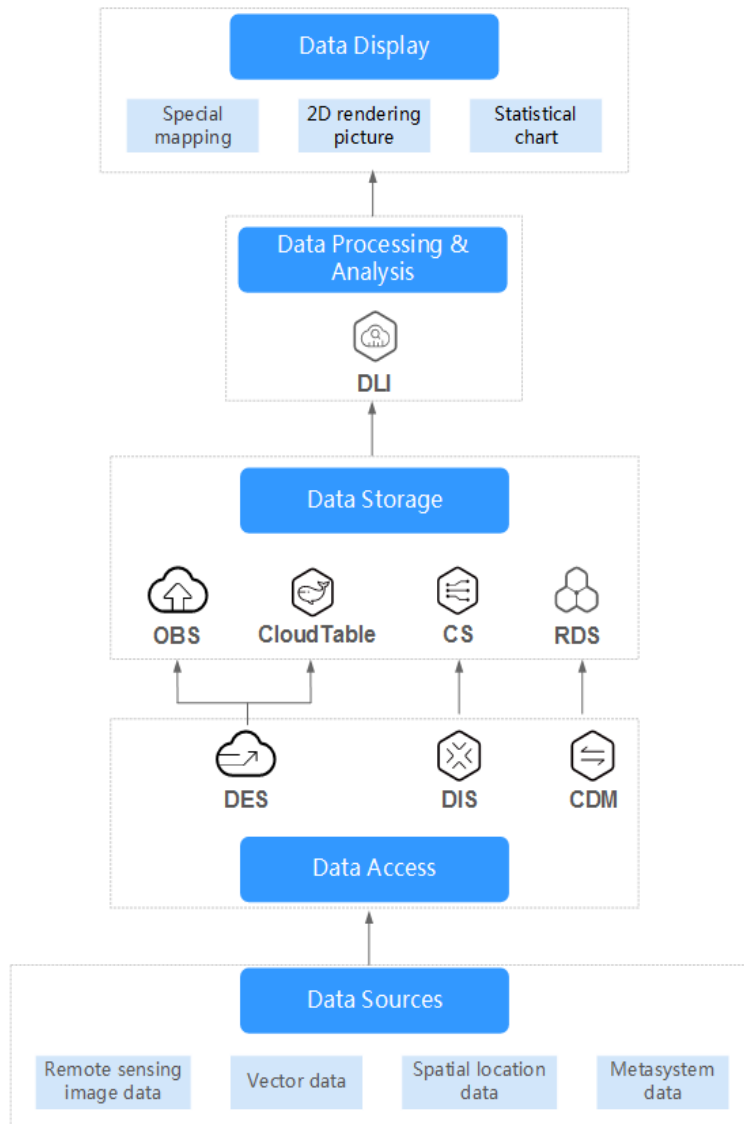 Data Display
Special
mapping
2D rendering
picture
Statistical
chart
Data Processing &
Analysis
DLI
Data Storage
OBS
CloudTable
CS
RDS
DES
DIS
CDM
Data Access
Data Sources
Remote sensing
image data
Vector data
Spatial location
data
Metasystem
data